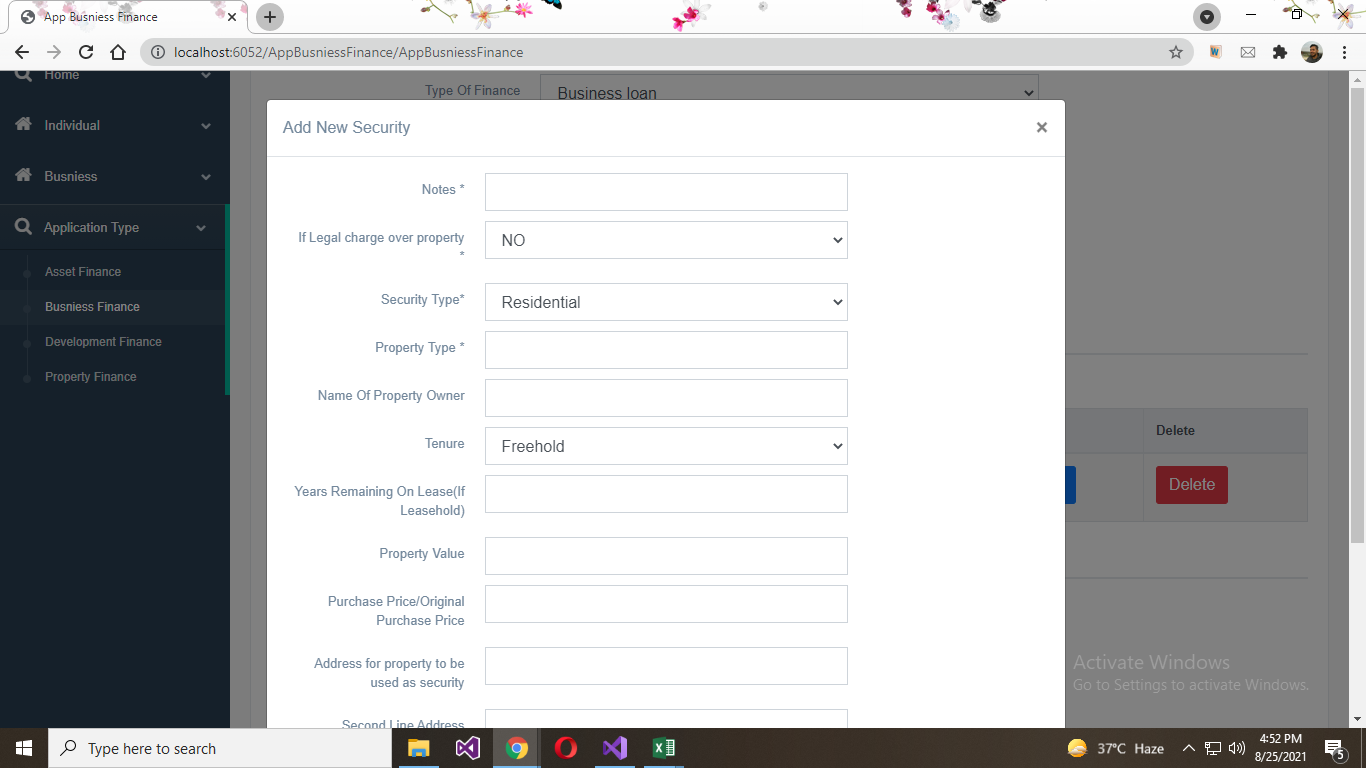 App Busniess Finance
localhost:6052/AppBusniessFinance/AppBusniessFinance
Home
Individual
Busniess
Application Type
Asset Finance
Busniess Finance
Development Finance
Property Finance
Type Of Finance
Business loan
Add New Security
×
Notes *
If Legal charge over property
*
NO
Security Type*
Residential
Property Type *
Name Of Property Owner
Tenure
Freehold
Years Remaining On Lease(If
Leasehold)
Property Value
Purchase Price/Original
Purchase Price
Address for property to be
used as security
Second Line Address
Delete
Delete
Activate Windows
Go to Settings to activate Windows.
Type here to search
37°C Haze
4:52 PM
8/25/2021
5